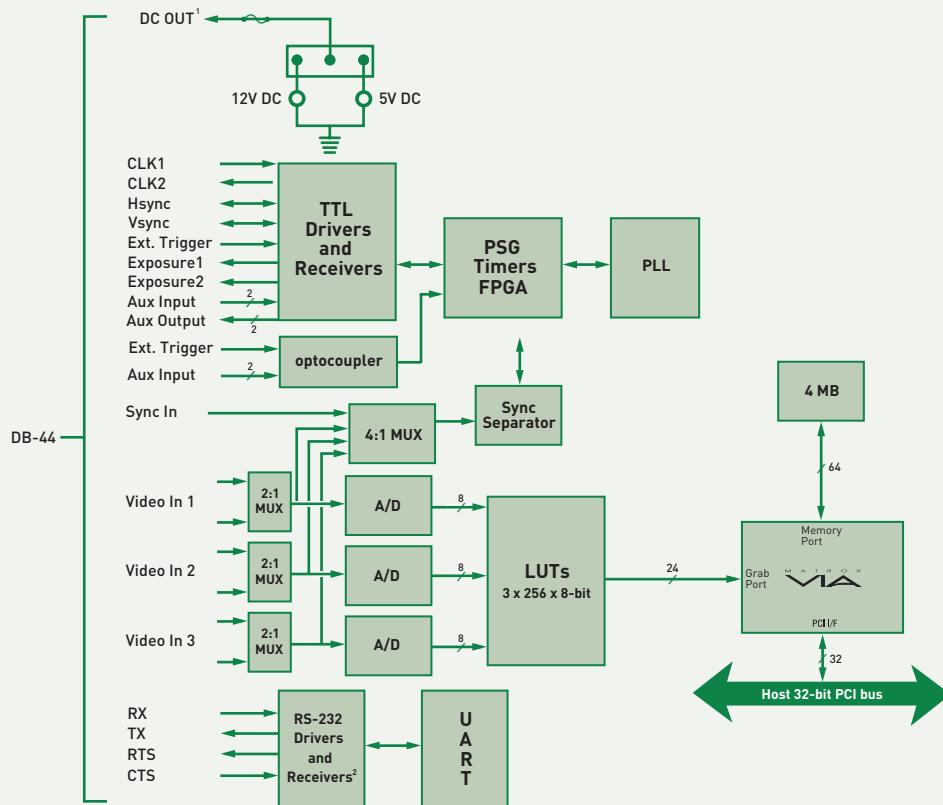 DC OUT1
12V DC
5V DC
CLK1
CLK2
Hsync
Vsync
Ext. Trigger
Exposure1
Exposure2
Aux Input
2
Aux Output
2
TTL
Drivers
and
Receivers
PSG
Timers
FPGA
PLL
Ext. Trigger
Aux Input
2
optocoupler
Sync In
4:1 MUX
Sync
Separator
4 MB
64
DB-44
Video In 1
2:1
MUX
A/D
8
Video In 2
2:1
MUX
A/D
8
Video In 3
2:1
MUX
A/D
8
LUTs
3 x 256 x 8-bit
24
Memory
Port
Grab
Port
MATROX
VIA
PCI I/F
32
Host 32-bit PCI bus
RX
TX
RTS
CTS
RS-232
Drivers
and
Receivers2
U
A
R
T